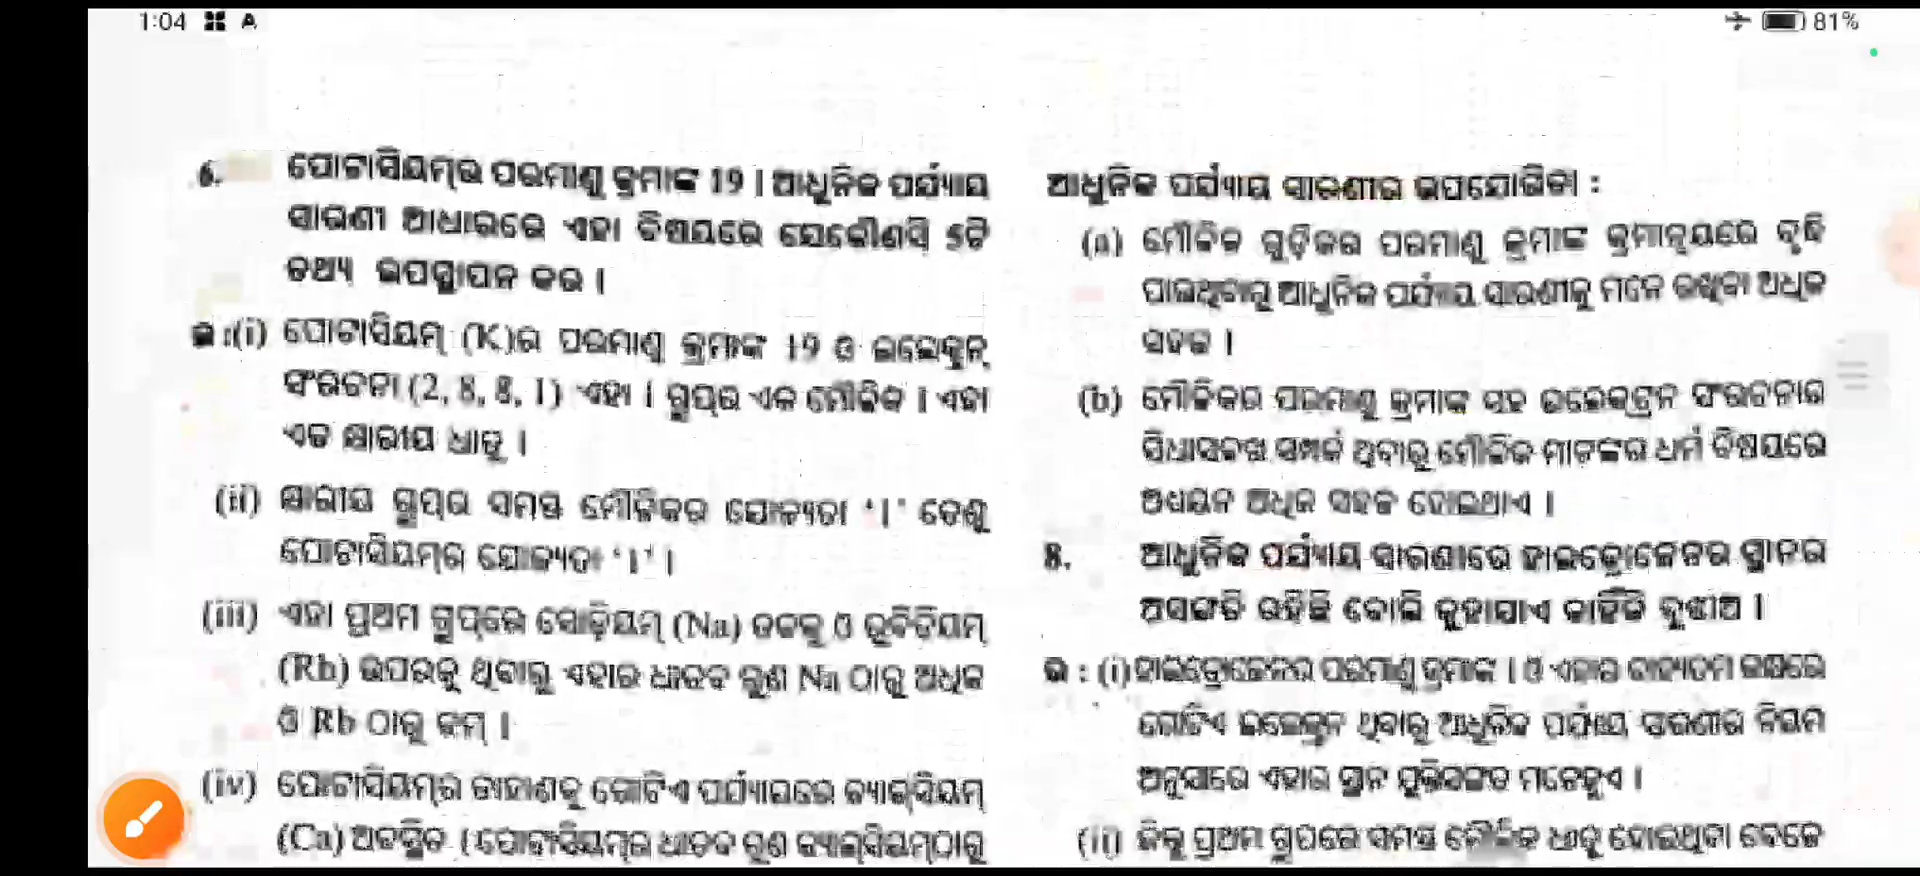 1:04
81%
6. ପୋଟାସିୟମ୍‌ର ପରମାଣୁ କ୍ରମାଙ୍କ 19 । ଆଧୁନିକ ପର୍ଯ୍ୟାୟ
ସାରଣୀ ଆଧାରରେ ଏହା ବିଷୟରେ ଯେକୌଣସି 5ଟି
ତଥ୍ୟ ଉପସ୍ଥାପନ କର ।
ଉ :(i) ପୋଟାସିୟମ୍ (K)ର ପରମାଣୁ କ୍ରମାଙ୍କ 19 ଓ ଇଲେକ୍ଟ୍ରନ୍
ସଂରଚନା (2, 8, 8, 1) ଏହା । ଗ୍ରୁପ୍‌ର ଏକ ମୌଳିକ । ଏହା
ଏକ କ୍ଷାରୀୟ ଧାତୁ ।
(ii) କ୍ଷାରୀୟ ଗ୍ରୁପ୍‌ର ସମସ୍ତ ମୌଳିକର ଯୋଜ୍ୟତା '1' ତେଣୁ
ପୋଟାସିୟମ୍‌ର ଯୋଜ୍ୟତା '1' ।
(iii) ଏହା ପ୍ରଥମ ଗ୍ରୁପ୍‌ରେ ସୋଡ଼ିୟମ୍ (Na) ତଳକୁ ଓ ରୁବିଡିୟମ୍
(Rb) ଉପରକୁ ଥିବାରୁ ଏହାର ଧାତବ ଗୁଣ Na ଠାରୁ ଅଧିକ
ଓ Rb ଠାରୁ କମ୍ ।
(iv) ପୋଟାସିୟମ୍‌ର ଡାହାଣକୁ ଗୋଟିଏ ପର୍ଯ୍ୟାୟରେ କ୍ୟାଲ୍‌ସିୟମ୍
(Ca) ଅବସ୍ଥିତ । ପୋଟାସିୟମ୍‌ର ଧାତବ ଗୁଣ କ୍ୟାଲ୍‌ସିୟମ୍‌ଠାରୁ
ଆଧୁନିକ ପର୍ଯ୍ୟାୟ ସାରଣୀର ଉପଯୋଗିତା :
(a) ମୌଳିକ ଗୁଡ଼ିକର ପରମାଣୁ କ୍ରମାଙ୍କ କ୍ରମାନ୍ୱୟରେ ବୃଦ୍ଧି
ପାଇଥିବାରୁ ଆଧୁନିକ ପର୍ଯ୍ୟାୟ ସାରଣୀକୁ ମନେ ରଖିବା ଅଧିକ
ସହଜ ।
(b) ମୌଳିକର ପରମାଣୁ କ୍ରମାଙ୍କ ସହ ଇଲେକ୍ଟ୍ରନ ସଂରଚନାର
ସିଧାସଳଖ ସମ୍ପର୍କ ଥିବାରୁ ମୌଳିକ ମାନଙ୍କର ଧର୍ମ ବିଷୟରେ
ଅଧ୍ୟୟନ ଅଧିକ ସହଜ ହୋଇଥାଏ ।
8. ଆଧୁନିକ ପର୍ଯ୍ୟାୟ ସାରଣୀରେ ହାଇଡ୍ରୋଜେନର ସ୍ଥାନର
ଅସଙ୍ଗତି ରହିଛି ବୋଲି କୁହାଯାଏ କାହିଁକି ବୁଝାଅ ।
ଉ : (i) ହାଇଡ୍ରୋଜେନର ପରମାଣୁ କ୍ରମାଙ୍କ 1 ଓ ଏହାର ବାହ୍ୟତମ କକ୍ଷରେ
ଗୋଟିଏ ଇଲେକ୍ଟ୍ରନ ଥିବାରୁ ଆଧୁନିକ ପର୍ଯ୍ୟାୟ ସାରଣୀର ନିୟମ
ଅନୁସାରେ ଏହାର ସ୍ଥାନ ଯୁକ୍ତିସଙ୍ଗତ ମନେହୁଏ ।
(ii) କିନ୍ତୁ ପ୍ରଥମ ଗ୍ରୁପରେ ସମସ୍ତ ମୌଳିକ ଧାତୁ ହୋଇଥିବା ବେଳେ